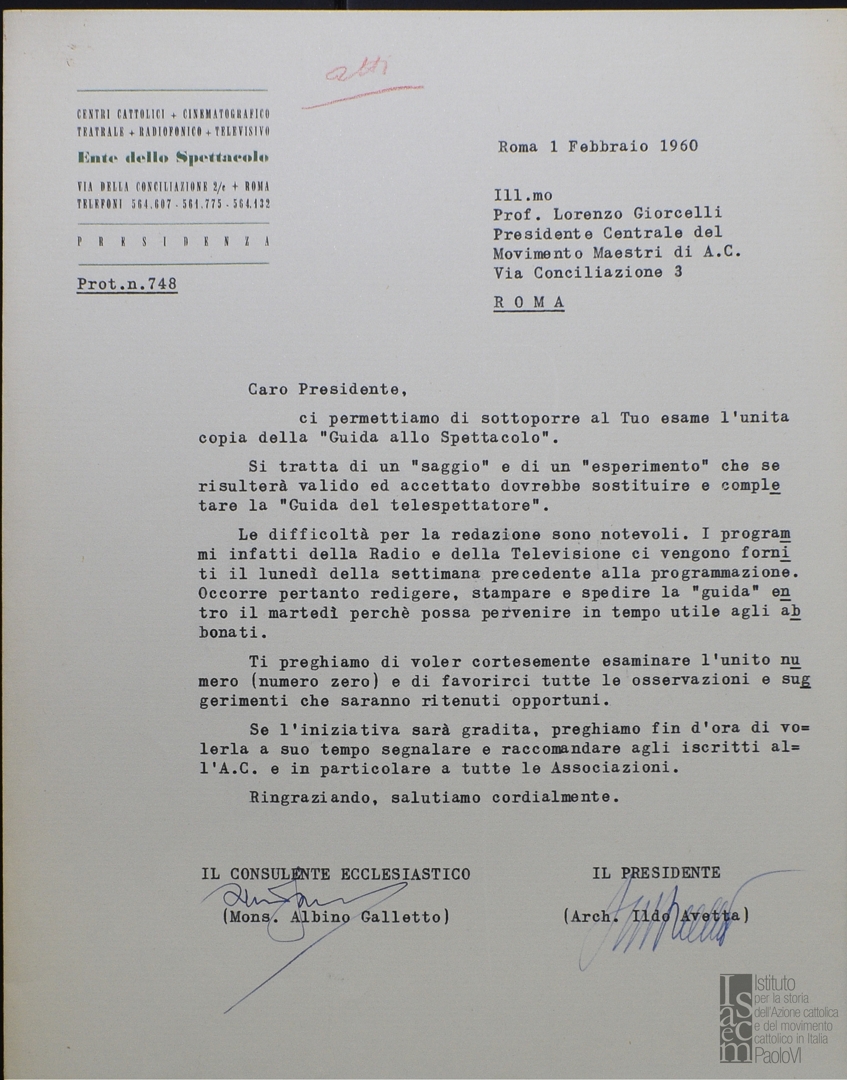 atti
CENTRI CATTOLICI + CINEMATOGRAFICO
TEATRALE + RADIOFONICO + TELEVISIVO
Ente dello Spettacolo
VIA DELLA CONCILIAZIONE 2/c + ROMA
TELEFONI 564.607 - 561.775 - 564.132
PRESIDENZA
Prot.n.748
Roma 1 Febbraio 1960
Ill.mo
Prof. Lorenzo Giorcelli
Presidente Centrale del
Movimento Maestri di A.C.
Via Conciliazione 3
R O M A
Caro Presidente,
ci permettiamo di sottoporre al Tuo esame l'unita
copia della "Guida allo Spettacolo".
Si tratta di un "saggio" e di un "esperimento" che se
risulterà valido ed accettato dovrebbe sostituire e comple
tare la "Guida del telespettatore".
Le difficoltà per la redazione sono notevoli. I program
mi infatti della Radio e della Televisione ci vengono forni
ti il lunedì della settimana precedente alla programmazione.
Occorre pertanto redigere, stampare e spedire la "guida" en
tro il martedì perchè possa pervenire in tempo utile agli ab
bonati.
Ti preghiamo di voler cortesemente esaminare l'unito nu
mero (numero zero) e di favorirci tutte le osservazioni e sug
gerimenti che saranno ritenuti opportuni.
Se l'iniziativa sarà gradita, preghiamo fin d'ora di vo=
lerla a suo tempo segnalare e raccomandare agli iscritti al=
l'A.C. e in particolare a tutte le Associazioni.
Ringraziando, salutiamo cordialmente.
IL CONSULENTE ECCLESIASTICO
(Mons. Albino Galletto)
IL PRESIDENTE
(Arch. Ildo Avetta)
Isacem
Istituto
per la storia
dell'Azione cattolica
e del movimento
cattolico in Italia
PaoloVI